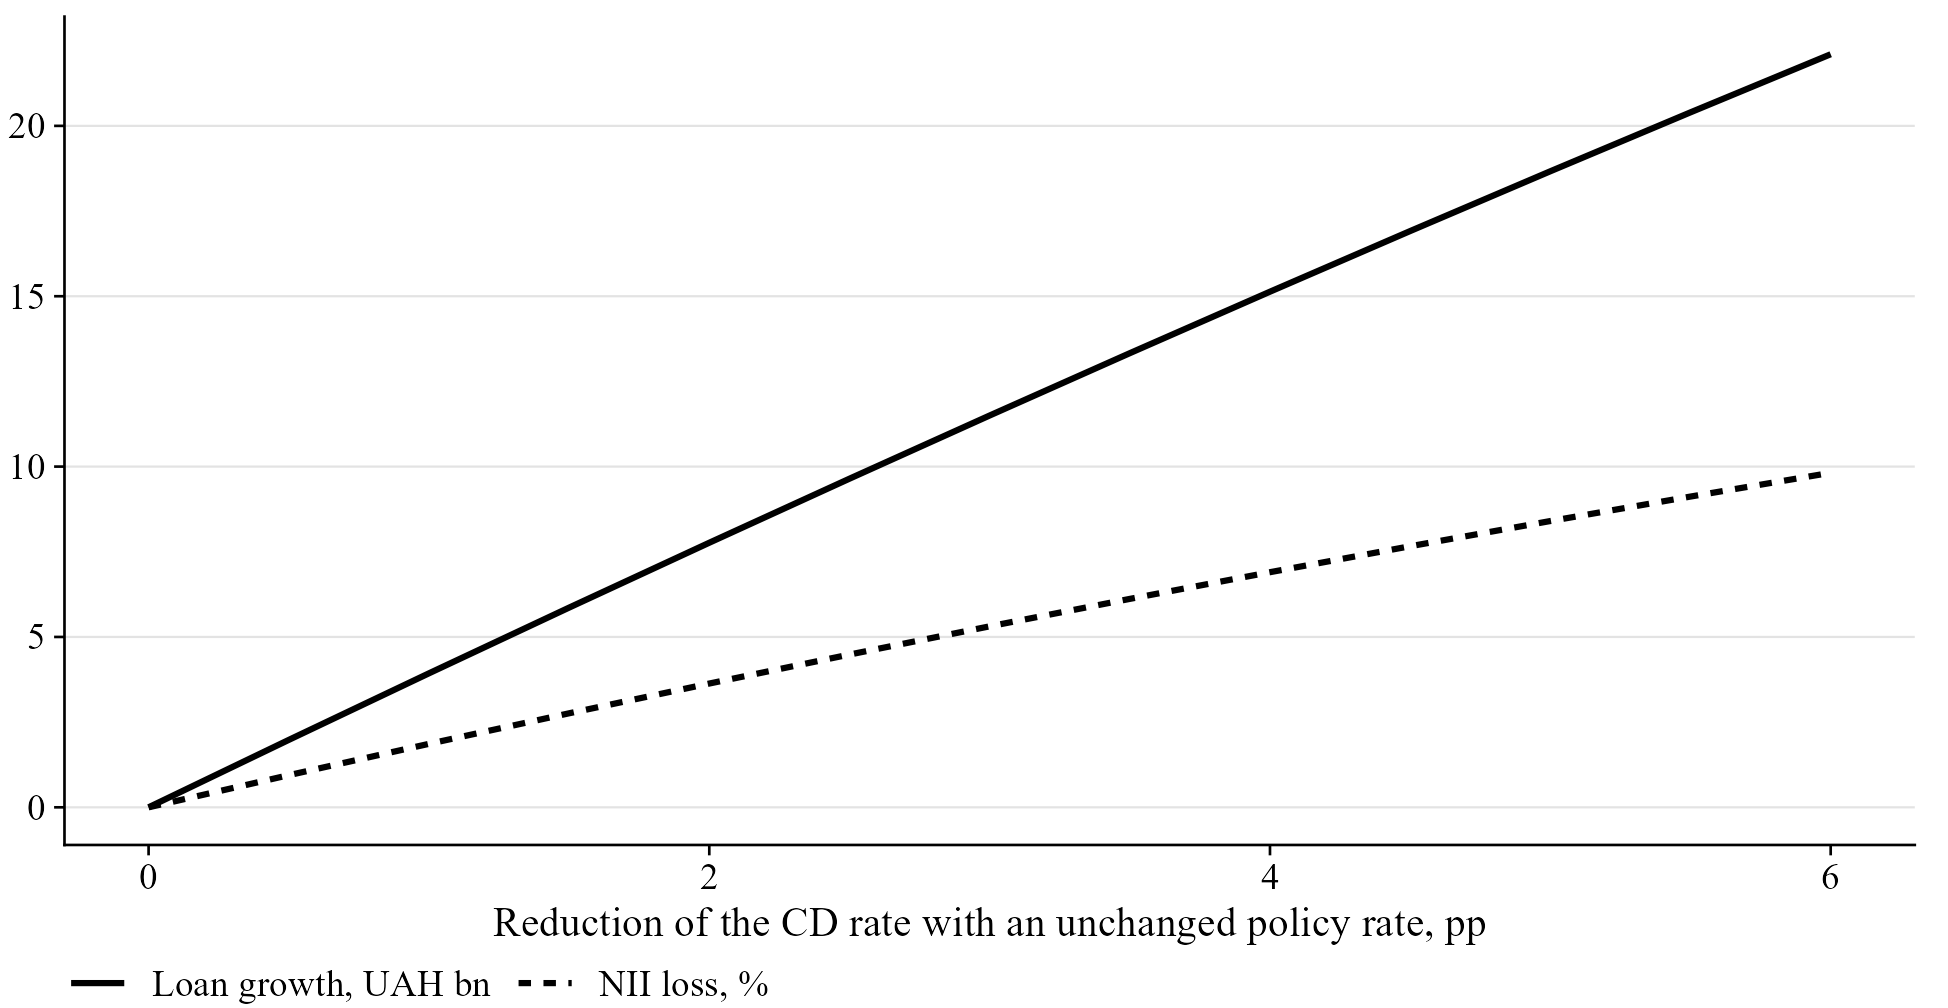 20
15
10
5
0
0 2 4 6
Reduction of the CD rate with an unchanged policy rate, pp
Loan growth, UAH bn NII loss, %